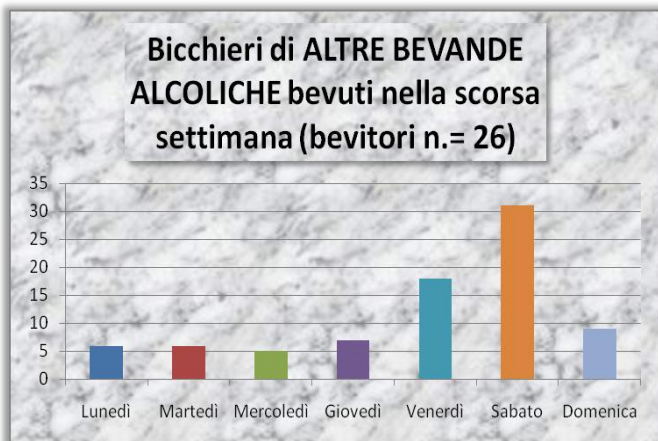 Bicchieri di ALTRE BEVANDE
ALCOLICHE bevuti nella scorsa
settimana (bevitori n.= 26)
35
30
25
20
15
10
5
0
Lunedì Martedì Mercoledì Giovedì Venerdì Sabato Domenica